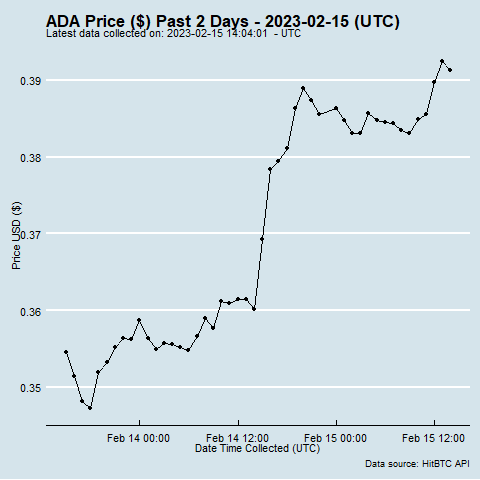 ADA Price ($) Past 2 Days - 2023-02-15 (UTC)
Latest data collected on: 2023-02-15 14:04:01 - UTC
0.39
0.38
0.37
0.36
0.35
Price USD ($)
Feb 14 00:00 Feb 14 12:00 Feb 15 00:00 Feb 15 12:00
Date Time Collected (UTC)
Data source: HitBTC API